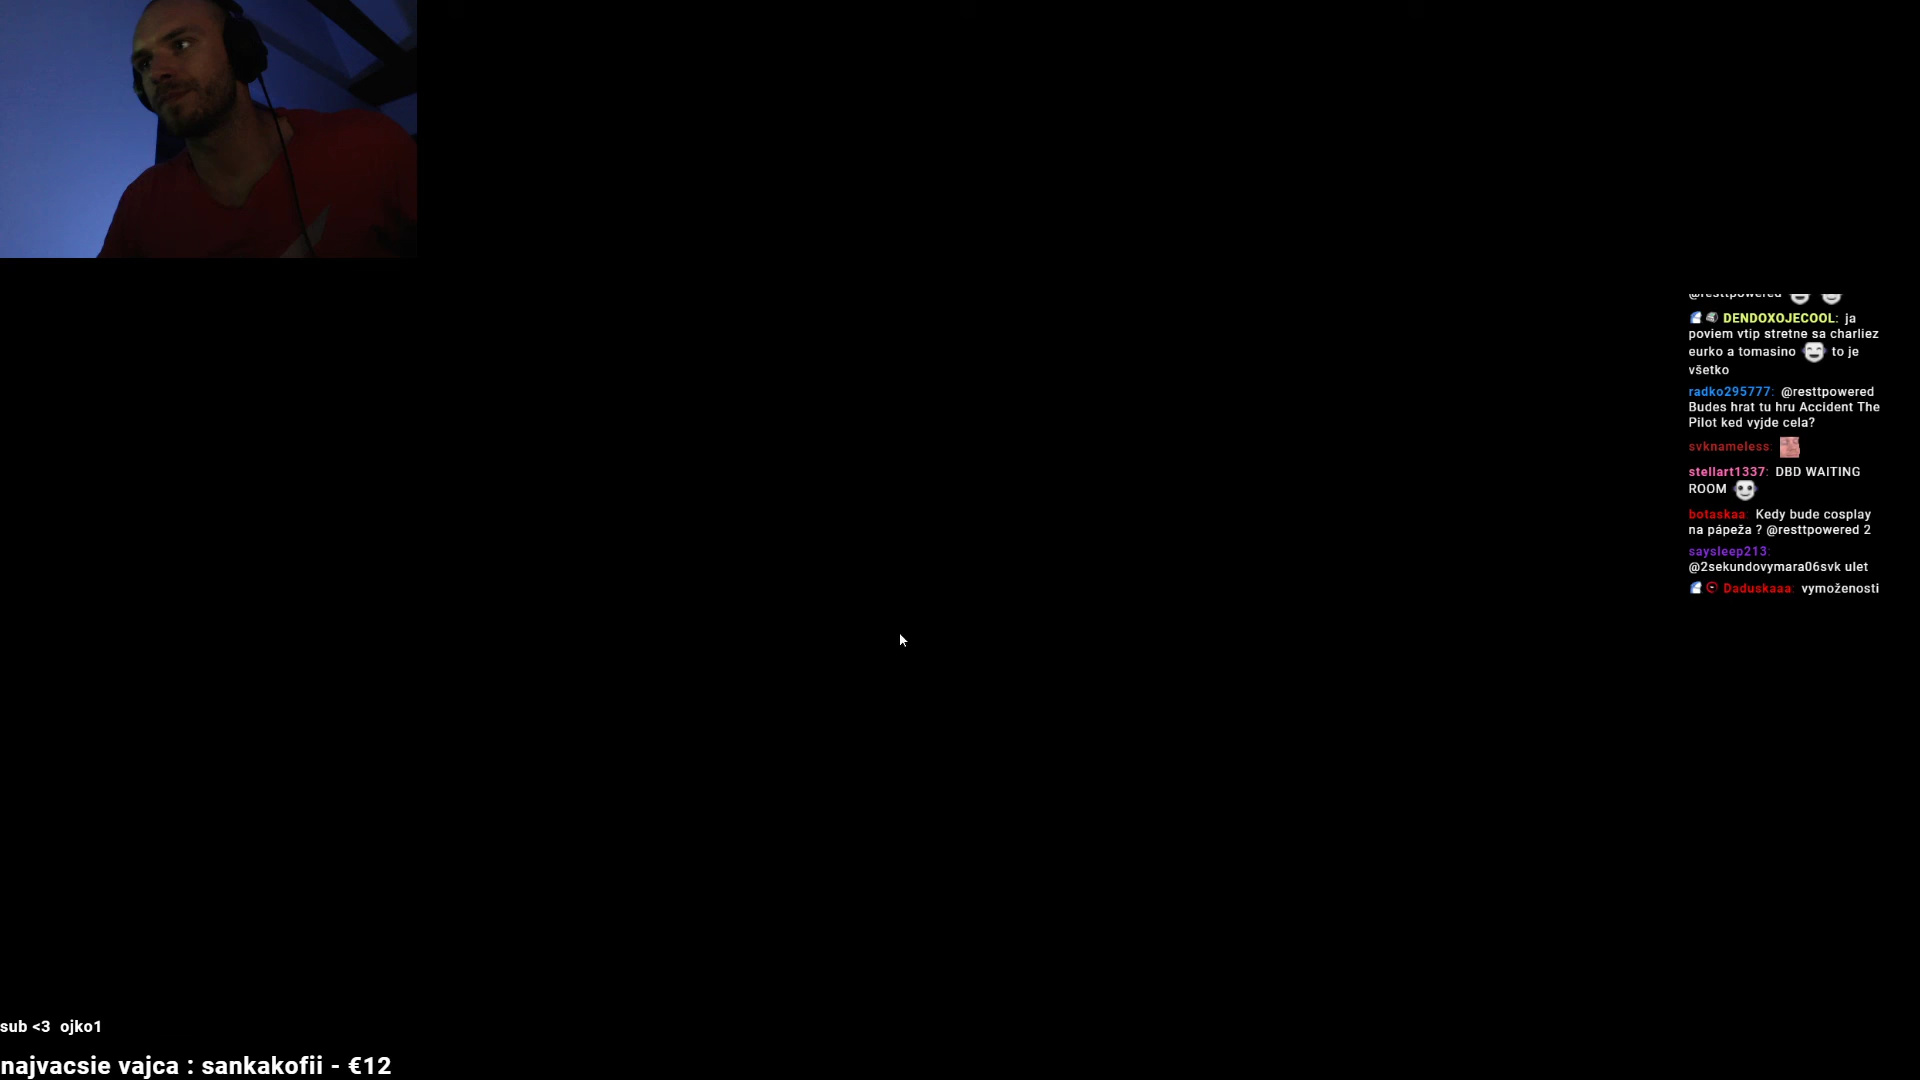 @resttpowered
DENDOXOJECOOL: ja
poviem vtip stretne sa charliez
eurko a tomasino to je
všetko
radko295777: @resttpowered
Budes hrat tu hru Accident The
Pilot ked vyjde cela?
svknameless:
stellart1337: DBD WAITING
ROOM
botaskaa: Kedy bude cosplay
na pápeža ? @resttpowered 2
saysleep213:
@2sekundovymara06svk ulet
Daduskaaa: vymoženosti
sub <3 ojko1
najvacsie vajca : sankakofii - €12